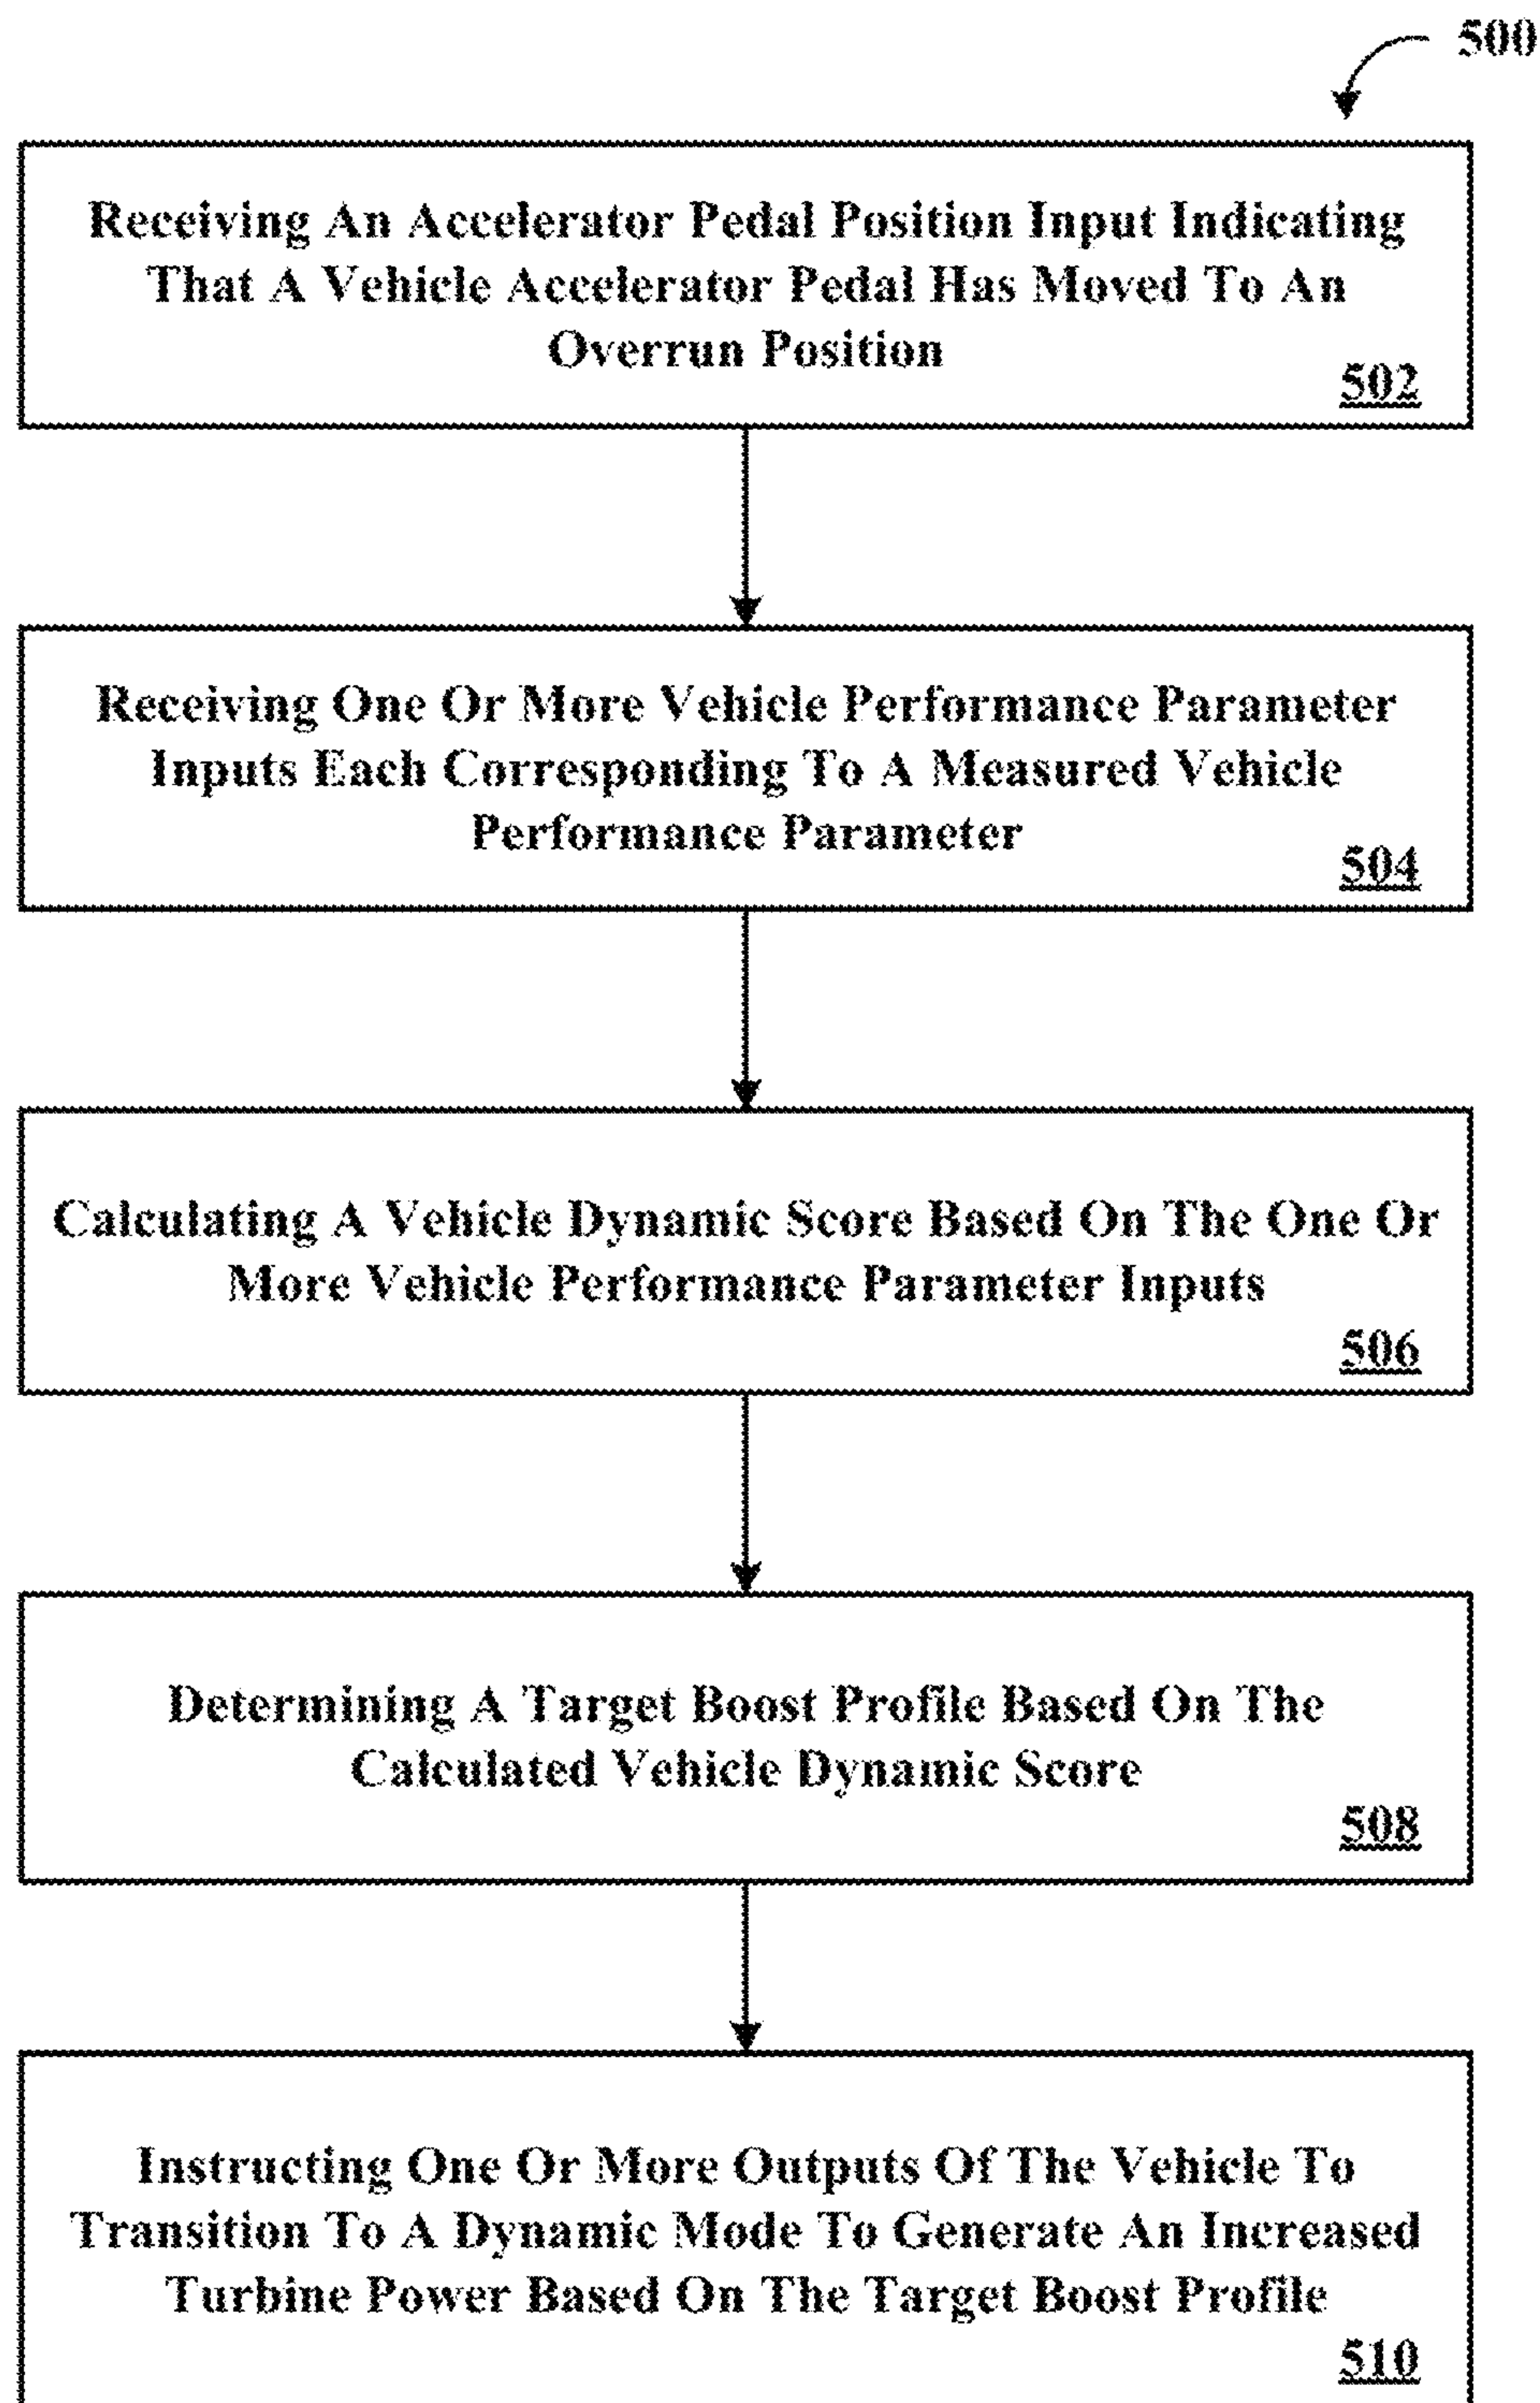 500
Receiving An Accelerator Pedal Position Input Indicating
That A Vehicle Accelerator Pedal Has Moved To An
Overrun Position
502
Receiving One Or More Vehicle Performance Parameter
Inputs Each Corresponding To A Measured Vehicle
Performance Parameter
504
Calculating A Vehicle Dynamic Score Based On The One Or
More Vehicle Performance Parameter Inputs
506
Determining A Target Boost Profile Based On The
Calculated Vehicle Dynamic Score
508
Instructing One Or More Outputs Of The Vehicle To
Transition To A Dynamic Mode To Generate An Increased
Turbine Power Based On The Target Boost Profile
510